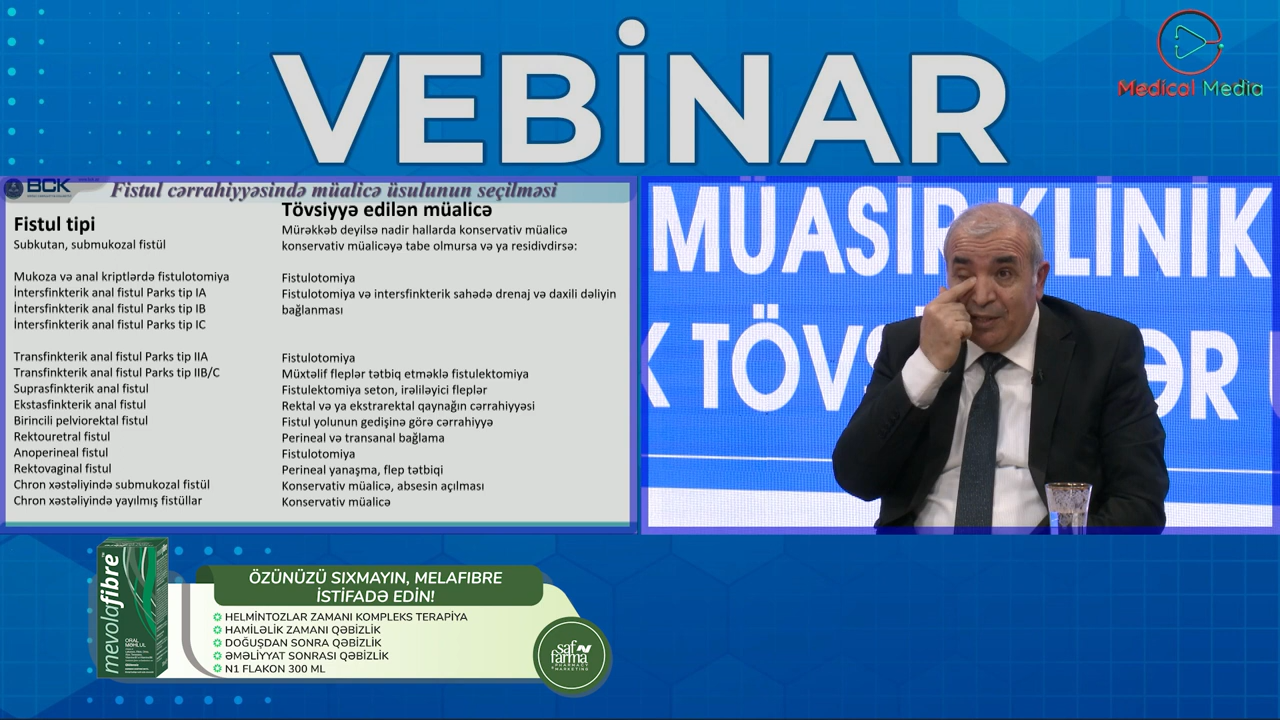 VEBİNAR
Medical Media
BCK
Fistul cərrahiyyəsində müalicə üsulunun seçilməsi
Fistul tipi
Subkutan, submukozal fistül
Mukoza və anal kriptlərdə fistulotomiya
İntersfinkterik anal fistul Parks tip IA
İntersfinkterik anal fistul Parks tip IB
İntersfinkterik anal fistul Parks tip IC
Transfinkterik anal fistul Parks tip IIA
Transfinkterik anal fistul Parks tip IIB/C
Suprasfinkterik anal fistul
Ekstasfinkterik anal fistul
Birincili pelviorektal fistul
Rektouretral fistul
Anoperineal fistul
Rektovaginal fistul
Chron xəstəliyində submukozal fistül
Chron xəstəliyində yayılmış fistüllar
Tövsiyyə edilən müalicə
Mürəkkəb deyilsə nadir hallarda konservativ müalicə
konservativ müalicəyə tabe olmursa və ya residivdirsə:
Fistulotomiya
Fistulotomiya və intersfinkterik sahədə drenaj və daxili dəliyin
bağlanması
Fistulotomiya
Müxtəlif fleplər tətbiq etməklə fistulektomiya
Fistulektomiya seton, irəliləyici fleplər
Rektal və ya ekstrarektal qaynağın cərrahiyyəsi
Fistul yolunun gedişinə görə cərrahiyyə
Perineal və transanal bağlama
Fistulotomiya
Perineal yanaşma, flep tətbiqi
Konservativ müalicə, absesin açılması
Konservativ müalicə
MÜASİR KLİNİK
K TÖVS ƏR
mevolafibre
ORAL
MƏHLUL
ÖZÜNÜZÜ SIXMAYIN, MELAFIBRE
İSTİFADƏ EDİN!
HELMİNTOZLAR ZAMANI KOMPLEKS TERAPİYA
HAMİLƏLİK ZAMANI QƏBİZLİK
DOĞUŞDAN SONRA QƏBİZLİK
ƏMƏLİYYAT SONRASI QƏBİZLİK
N1 FLAKON 300 ML
saf
farma
PHARMACY
MARKETING